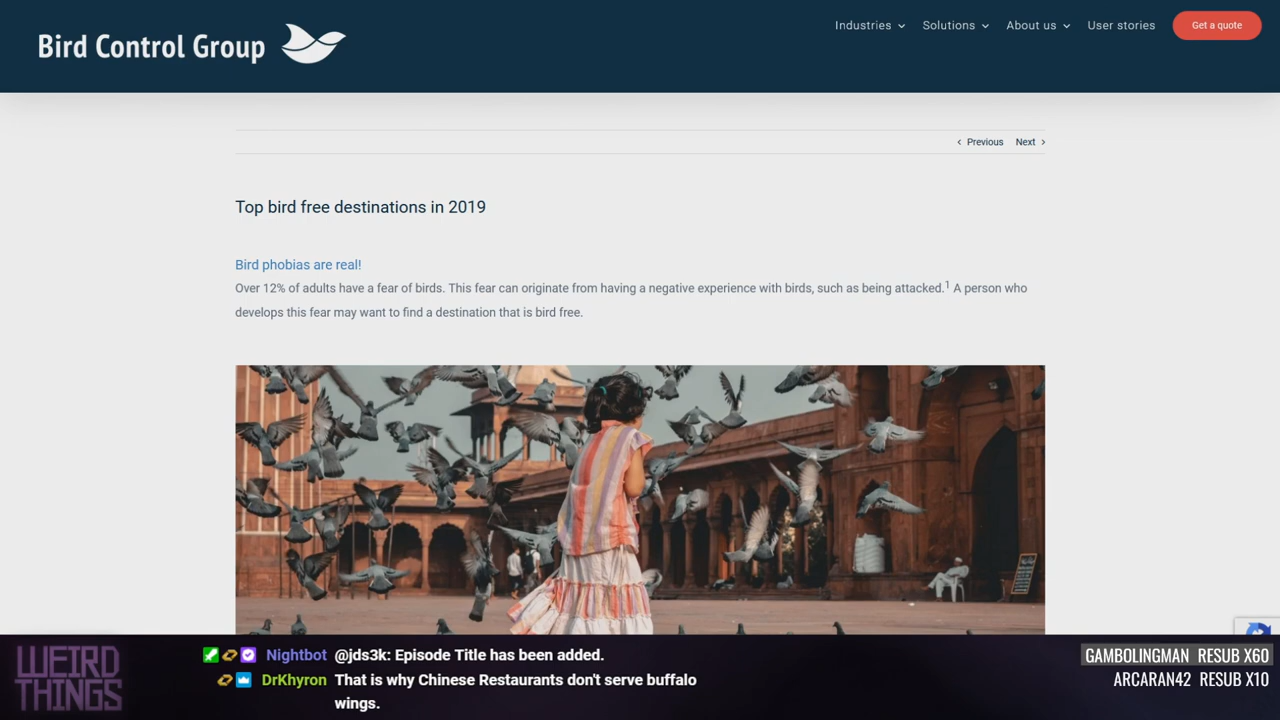 Bird Control Group
Industries Solutions About us User stories Get a quote
Previous Next
Top bird free destinations in 2019
Bird phobias are real!
Over 12% of adults have a fear of birds. This fear can originate from having a negative experience with birds, such as being attacked.1 A person who
develops this fear may want to find a destination that is bird free.
WEIRD
THINGS
Nightbot @jds3k: Episode Title has been added.
DrKhyron That is why Chinese Restaurants don't serve buffalo
wings.
GAMBOLINGMAN RESUB X60
ARCARAN42 RESUB X10